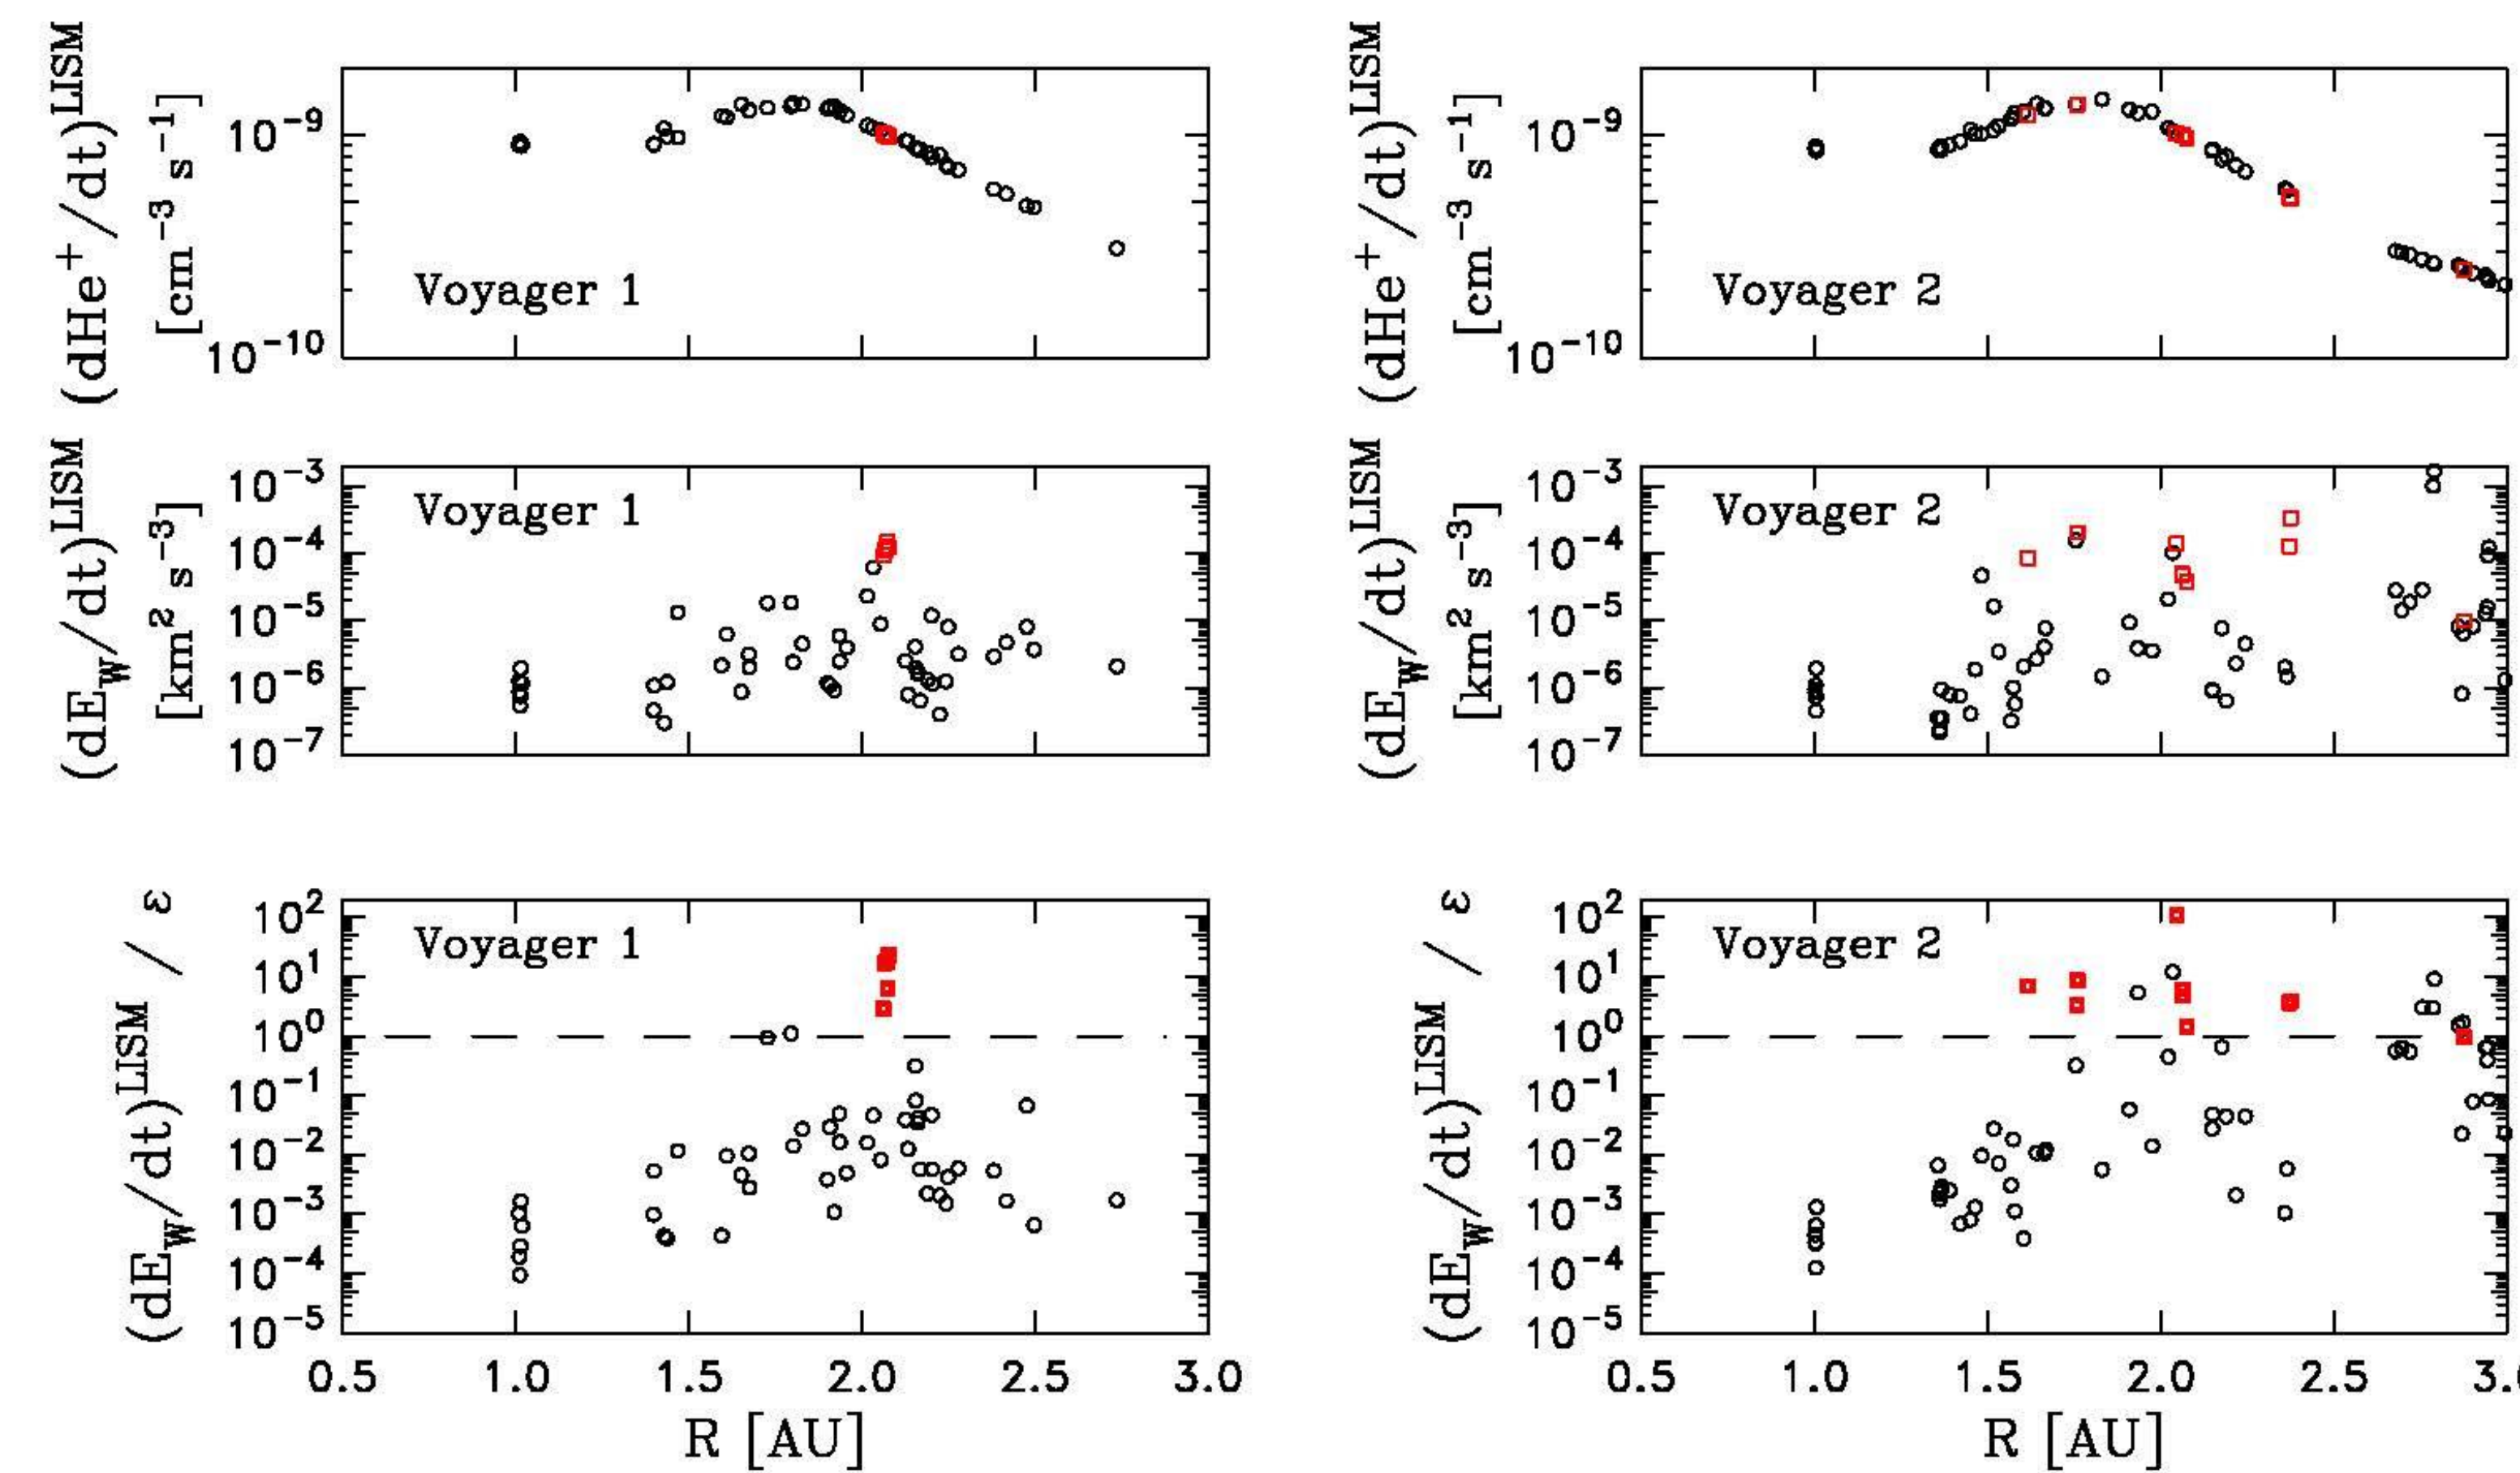 (dHe⁺/dt)ᴸᴵˢᴹ
[cm⁻³ s⁻¹]
10⁻⁹
10⁻¹⁰
Voyager 1
(dHe⁺/dt)ᴸᴵˢᴹ
[cm⁻³ s⁻¹]
10⁻⁹
10⁻¹⁰
Voyager 2
(dE_W/dt)ᴸᴵˢᴹ
[km² s⁻³]
10⁻³
10⁻⁴
10⁻⁵
10⁻⁶
10⁻⁷
Voyager 1
(dE_W/dt)ᴸᴵˢᴹ
[km² s⁻³]
10⁻³
10⁻⁴
10⁻⁵
10⁻⁶
10⁻⁷
Voyager 2
(dE_W/dt)ᴸᴵˢᴹ / ε
10²
10¹
10⁰
10⁻¹
10⁻²
10⁻³
10⁻⁴
10⁻⁵
Voyager 1
0.5 1.0 1.5 2.0 2.5 3.0
R [AU]
(dE_W/dt)ᴸᴵˢᴹ / ε
10²
10¹
10⁰
10⁻¹
10⁻²
10⁻³
10⁻⁴
10⁻⁵
Voyager 2
0.5 1.0 1.5 2.0 2.5
R [AU]